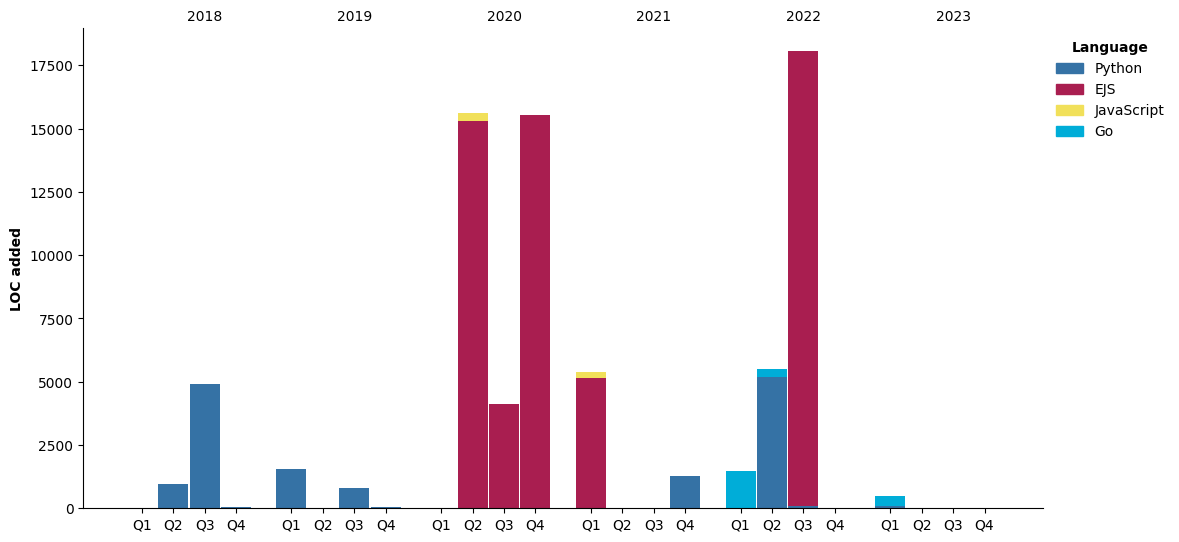 2018 2019 2020 2021 2022 2023
Language
Python
EJS
JavaScript
Go
LOC added
17500
15000
12500
10000
7500
5000
2500
0
Q1 Q2 Q3 Q4 Q1 Q2 Q3 Q4 Q1 Q2 Q3 Q4 Q1 Q2 Q3 Q4 Q1 Q2 Q3 Q4 Q1 Q2 Q3 Q4